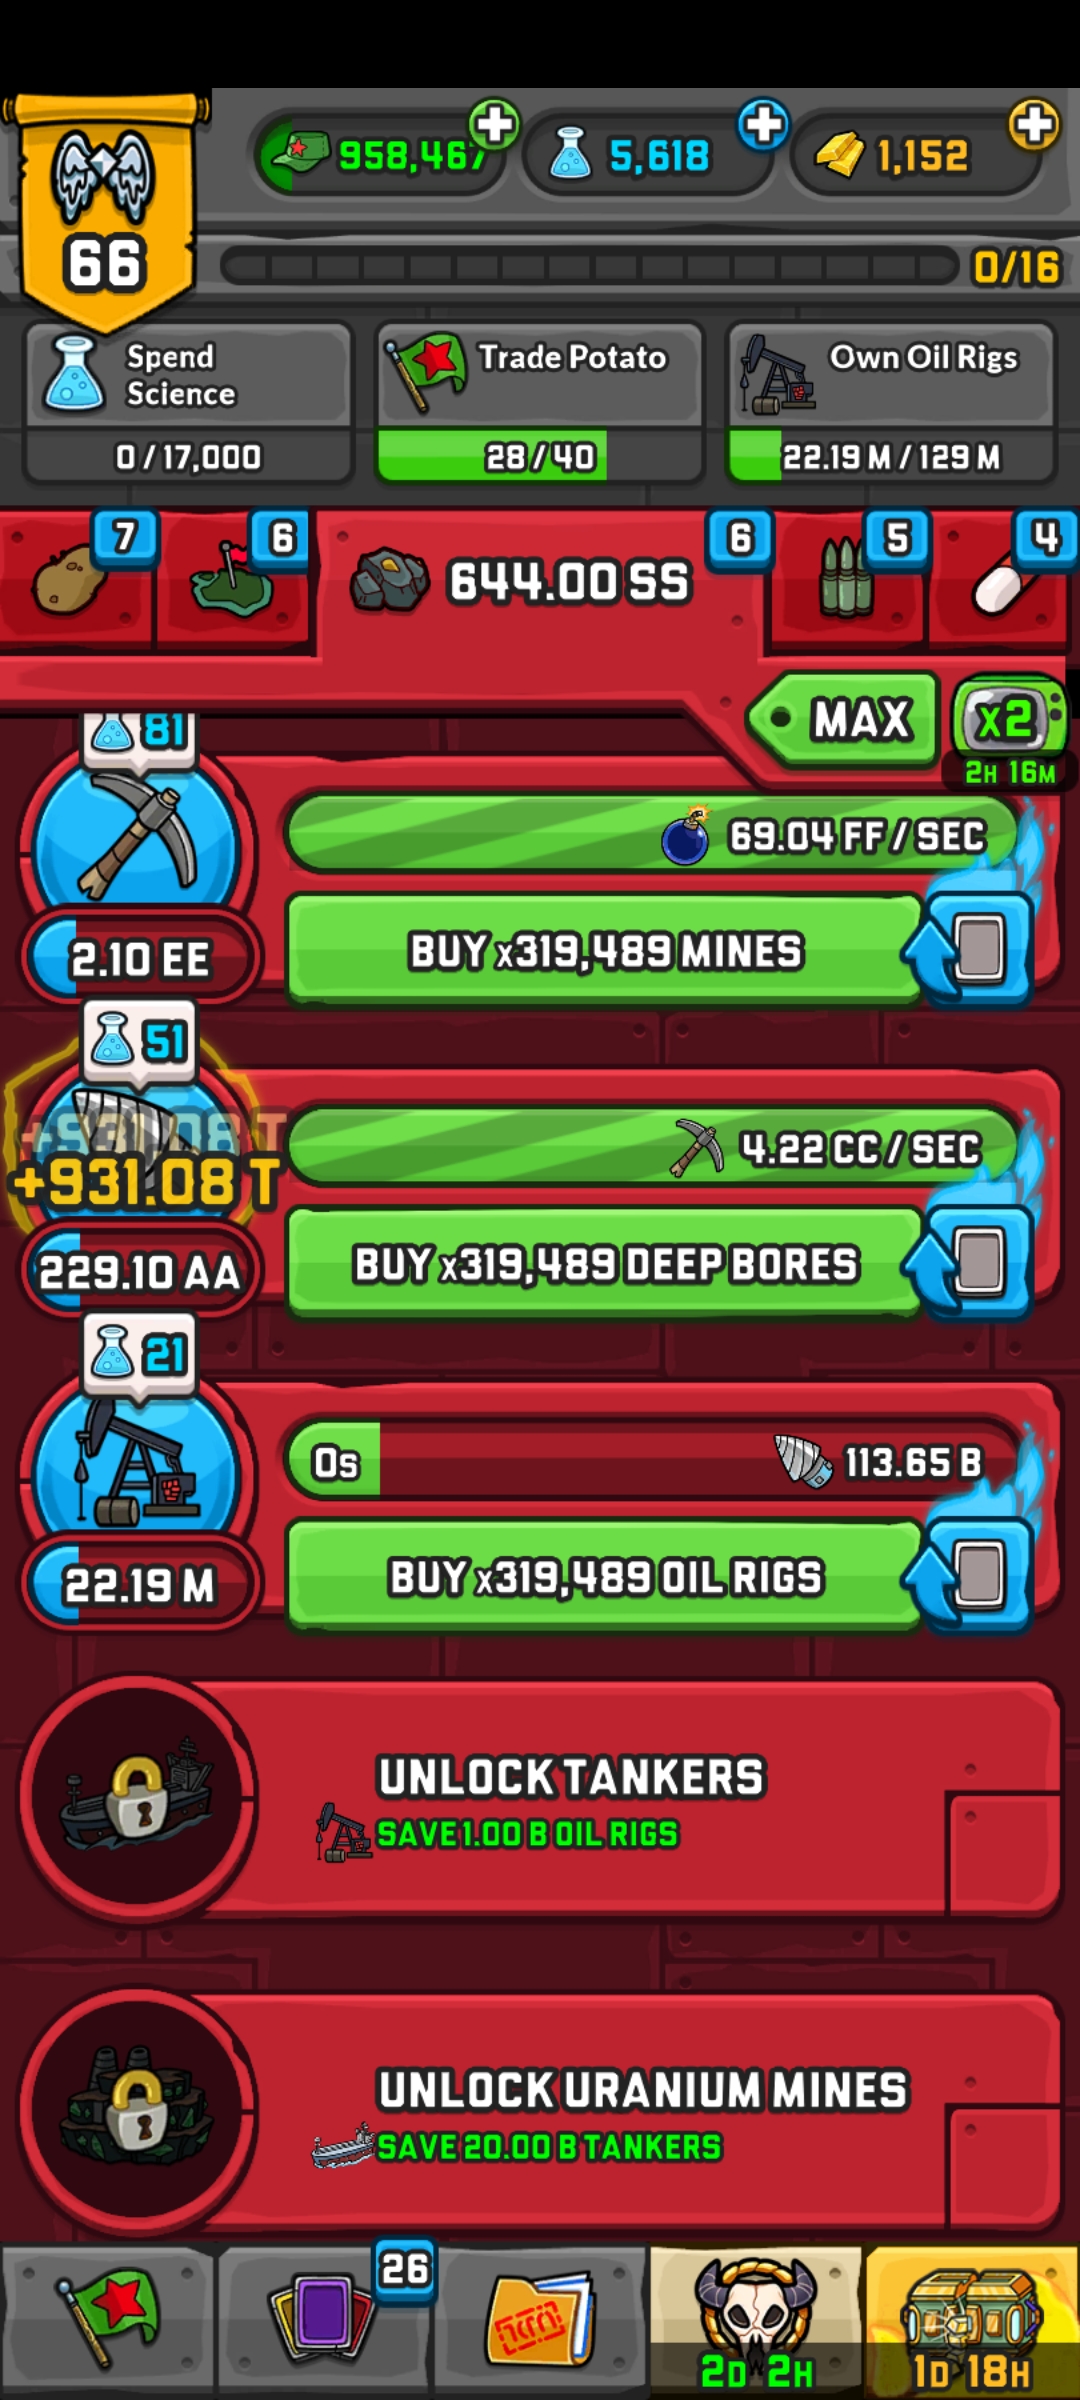 958,467
5,618
1,152
66
0/16
Spend
Science
0 / 17,000
Trade Potato
28 / 40
Own Oil Rigs
22.19 M / 129 M
7
6
644.00 SS
6
5
4
MAX
X2
2H 16M
81
69.04 FF / SEC
2.10 EE
BUY x319,489 MINES
51
+931.08 T
+931.08 T
4.22 CC / SEC
229.10 AA
BUY x319,489 DEEP BORES
21
0s
113.65 B
22.19 M
BUY x319,489 OIL RIGS
UNLOCK TANKERS
SAVE 1.00 B OIL RIGS
UNLOCK URANIUM MINES
SAVE 20.00 B TANKERS
26
2D 2H
1D 18H